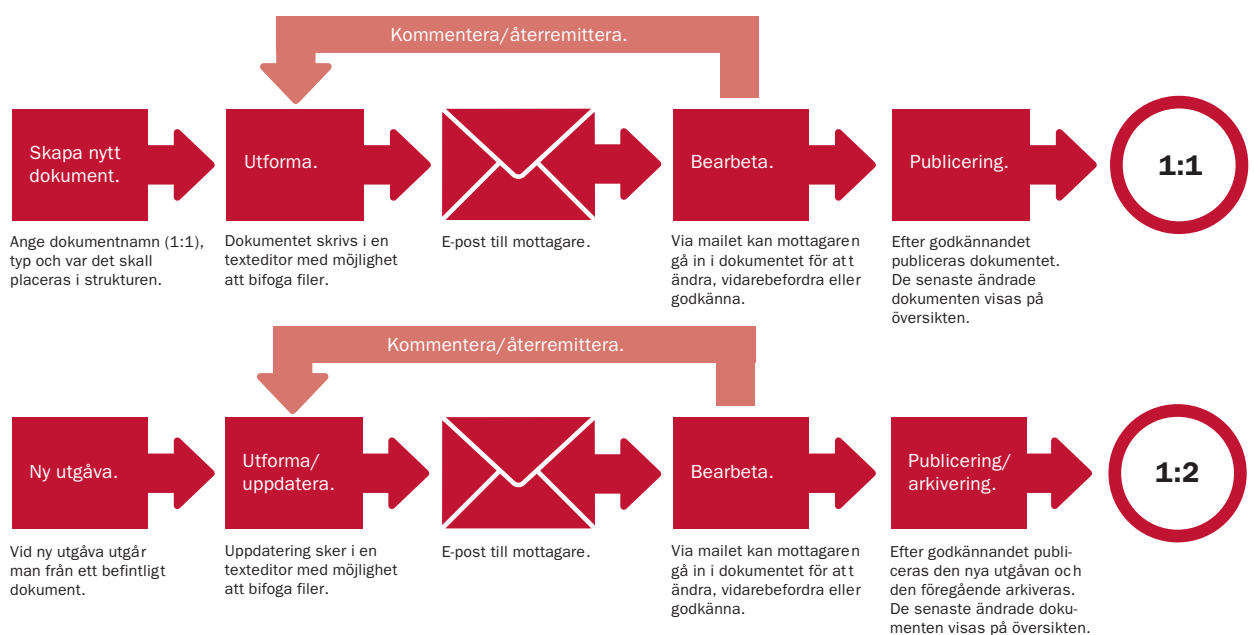 Kommentera/återremittera.
Skapa nytt
dokument.
Utforma.
Bearbeta.
Publicering.
1:1
Ange dokumentnamn (1:1),
typ och var det skall
placeras i strukturen.
Dokumentet skrivs i en
texteditor med möjlighet
att bifoga filer.
E-post till mottagare.
Via mailet kan mottagaren
gå in i dokumentet för att
ändra, vidarebefordra eller
godkänna.
Efter godkännandet
publiceras dokumentet.
De senaste ändrade
dokumenten visas på
översikten.
Kommentera/återremittera.
Ny utgåva.
Utforma/
uppdatera.
Bearbeta.
Publicering/
arkivering.
1:2
Vid ny utgåva utgår
man från ett befintligt
dokument.
Uppdatering sker i en
texteditor med möjlighet
att bifoga filer.
E-post till mottagare.
Via mailet kan mottagaren
gå in i dokumentet för att
ändra, vidarebefordra eller
godkänna.
Efter godkännandet publi-
ceras den nya utgåvan och
den föregående arkiveras.
De senaste ändrade doku-
menten visas på översikten.